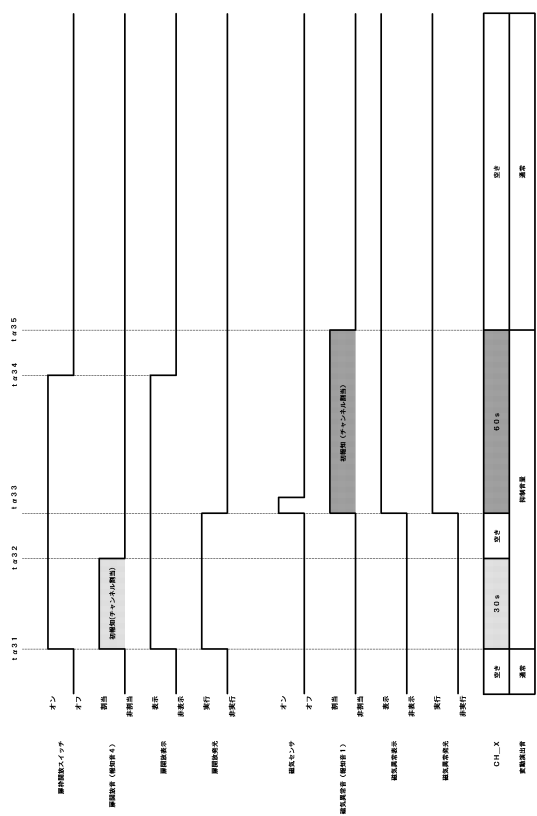 tα31 tα32 tα33 tα34 tα35
扉枠開放スイッチ
オン
オフ
扉開放音(報知音4)
割当
非割当
初報知(チャンネル割当)
扉開放表示
表示
非表示
扉開放発光
実行
非実行
磁気センサ
オン
オフ
磁気異常音(報知音1)
割当
非割当
初報知(チャンネル割当)
磁気異常表示
表示
非表示
磁気異常発光
実行
非実行
CH_X
空き 30s 空き 60s 空き
変動演出音
通常 抑制音量 通常